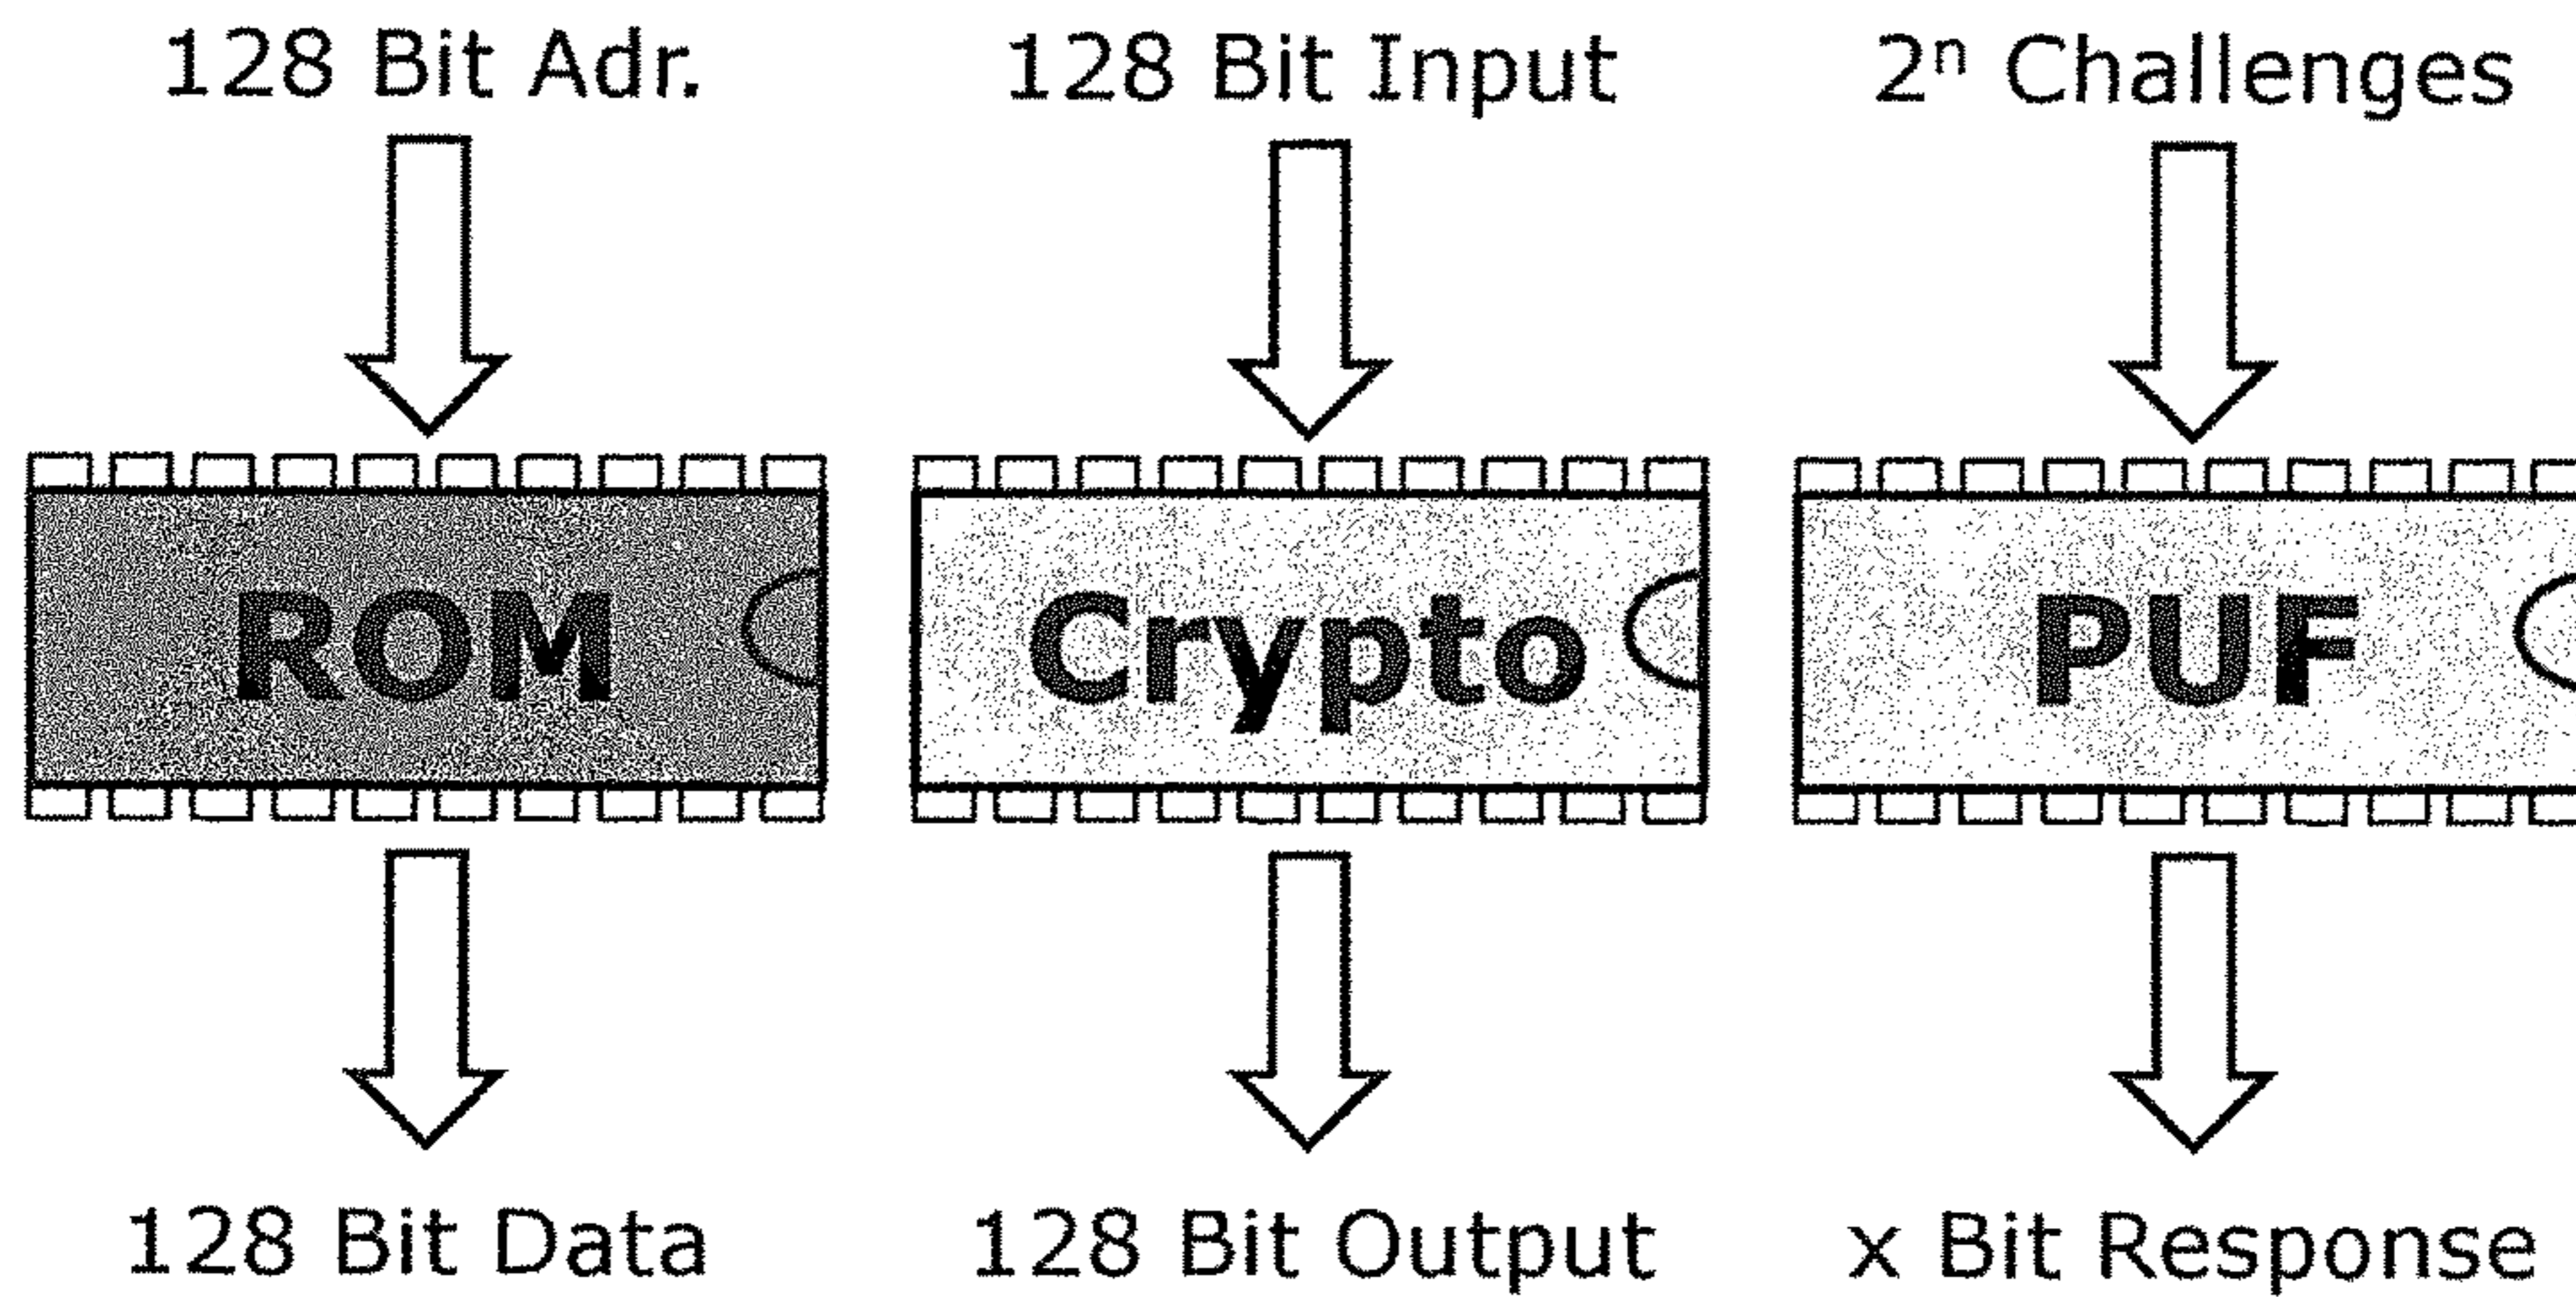 128 Bit Adr.
128 Bit Input
2ⁿ Challenges
ROM
Crypto
PUF
128 Bit Data
128 Bit Output
x Bit Response